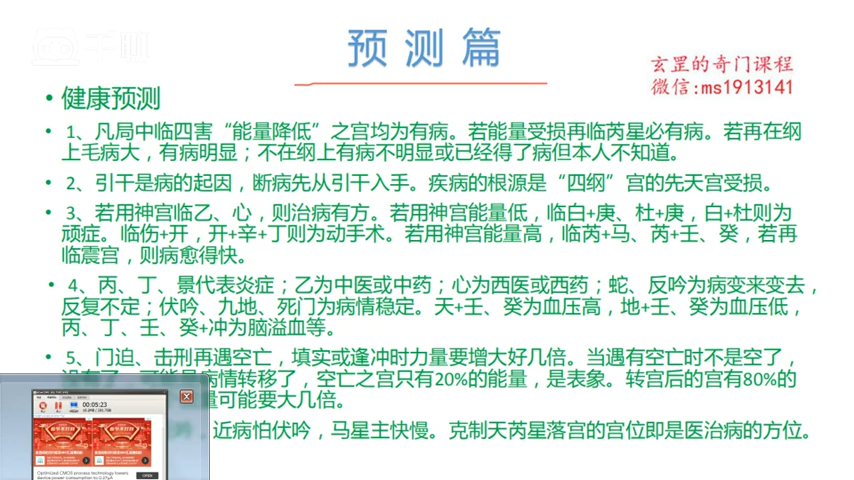 千聊
预测篇
玄罡的奇门课程
微信:ms1913141
• 健康预测
• 1、凡局中临四害“能量降低”之宫均为有病。若能量受损再临芮星必有病。若再在纲
上毛病大，有病明显；不在纲上有病不明显或已经得了病但本人不知道。
• 2、引干是病的起因，断病先从引干入手。疾病的根源是“四纲”宫的先天宫受损。
• 3、若用神宫临乙、心，则治病有方。若用神宫能量低，临白+庚、杜+庚，白+杜则为
顽症。临伤+开，开+辛+丁则为动手术。若用神宫能量高，临芮+马、芮+壬、癸，若再
临震宫，则病愈得快。
• 4、丙、丁、景代表炎症；乙为中医或中药；心为西医或西药；蛇、反吟为病变来变去，
反复不定；伏吟、九地、死门为病情稳定。天+壬、癸为血压高，地+壬、癸为血压低，
丙、丁、壬、癸+冲为脑溢血等。
• 5、门迫、击刑再遇空亡，填实或逢冲时力量要增大好几倍。当遇有空亡时不是空了，
病情转移了，空亡之宫只有20%的能量，是表象。转宫后的宫有80%的
量可能要大几倍。
，近病怕伏吟，马星主快慢。克制天芮星落宫的宫位即是医治病的方位。
00:05:23
Optimized CMOS process technology lowers
device power consumption to 0.27µA
OPEN